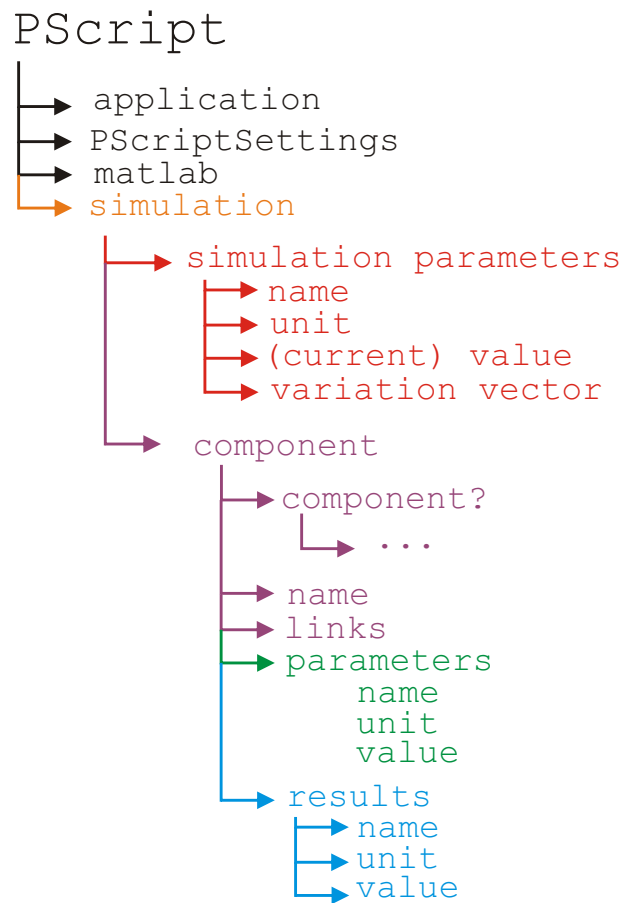 PScript
application
PScriptSettings
matlab
simulation
simulation parameters
name
unit
(current) value
variation vector
component
component?
...
name
links
parameters
name
unit
value
results
name
unit
value